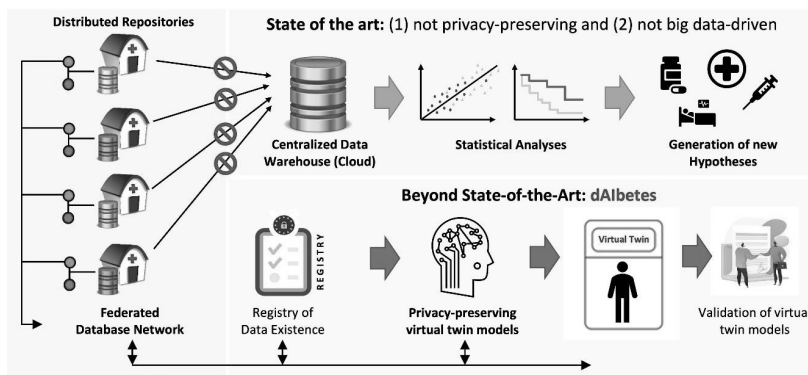 Distributed Repositories
State of the art: (1) not privacy-preserving and (2) not big data-driven
Centralized Data
Warehouse (Cloud)
Statistical Analyses
Generation of new
Hypotheses
Beyond State-of-the-Art: dAIbetes
REGISTRY
Virtual Twin
Federated
Database Network
Registry of
Data Existence
Privacy-preserving
virtual twin models
Validation of virtual
twin models